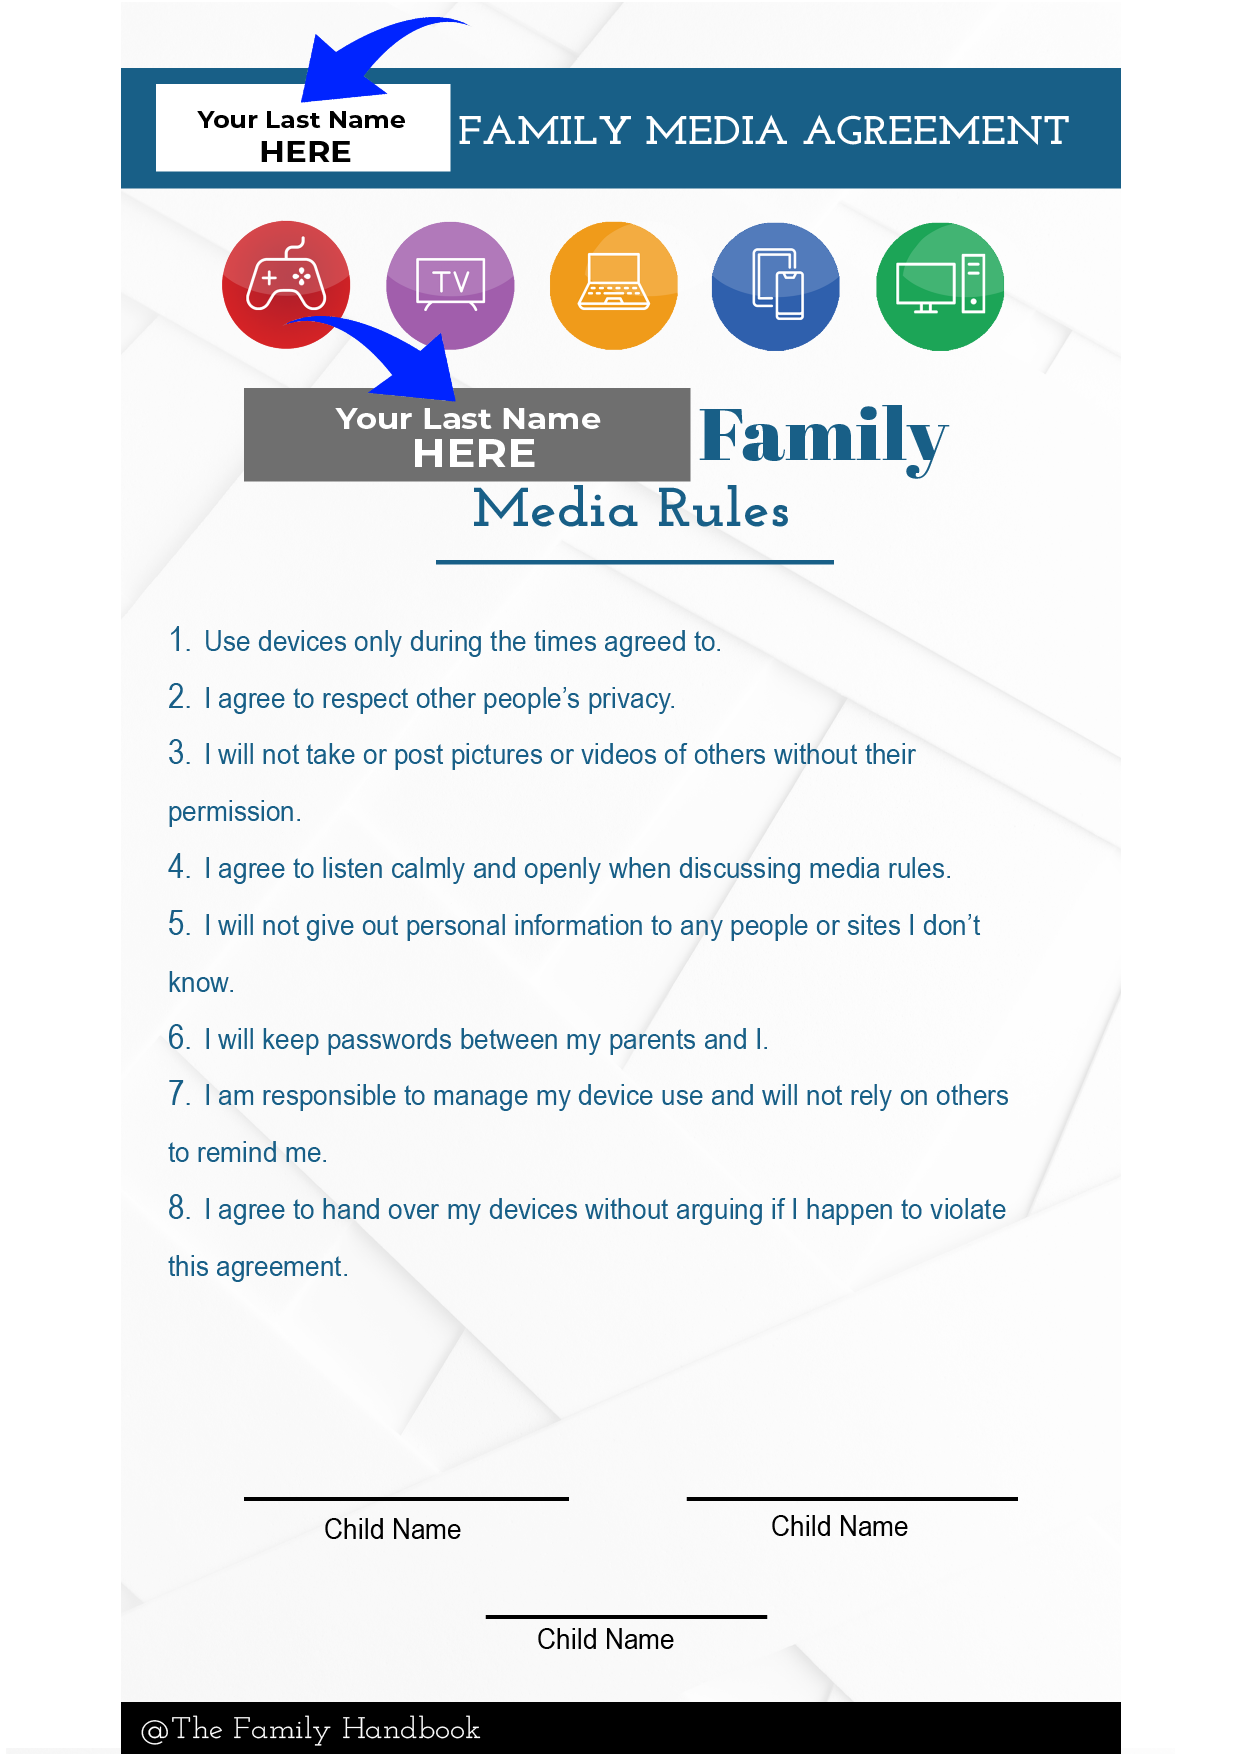 Your Last Name
HERE
FAMILY MEDIA AGREEMENT
TV
Your Last Name
HERE
Family
Media Rules
1. Use devices only during the times agreed to.
2. I agree to respect other people’s privacy.
3. I will not take or post pictures or videos of others without their
permission.
4. I agree to listen calmly and openly when discussing media rules.
5. I will not give out personal information to any people or sites I don’t
know.
6. I will keep passwords between my parents and I.
7. I am responsible to manage my device use and will not rely on others
to remind me.
8. I agree to hand over my devices without arguing if I happen to violate
this agreement.
Child Name
Child Name
Child Name
@The Family Handbook